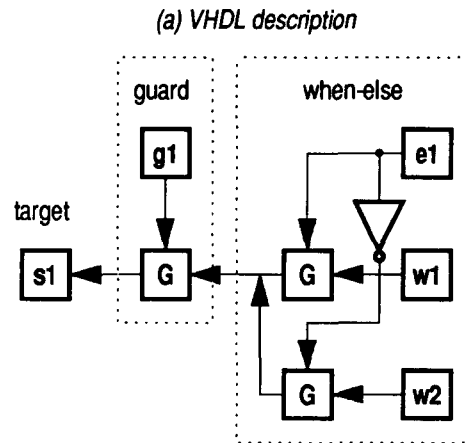 (a) VHDL description
guard
when-else
g1
e1
target
s1
G
G
w1
G
w2